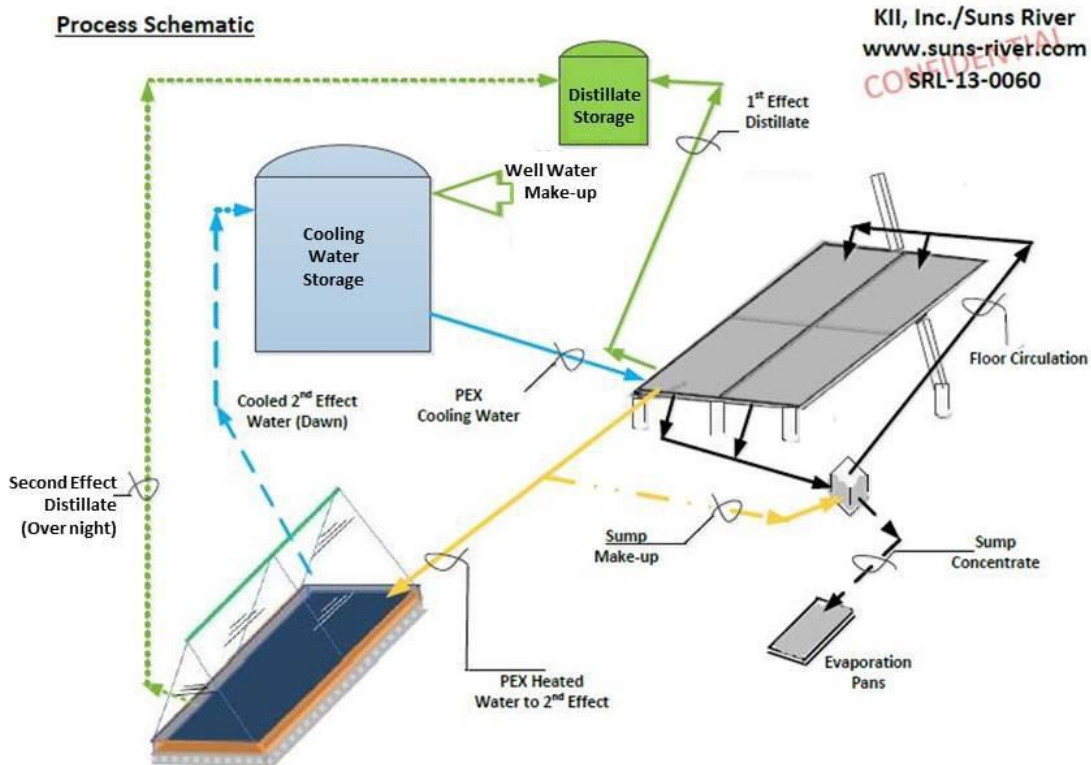 Process Schematic
KII, Inc./Suns River
www.suns-river.com
CONFIDENTIAL
SRL-13-0060
Distillate
Storage
1st Effect
Distillate
Well Water
Make-up
Cooling
Water
Storage
Floor Circulation
PEX
Cooling Water
Cooled 2nd Effect
Water (Dawn)
Second Effect
Distillate
(Over night)
Sump
Make-up
Sump
Concentrate
Evaporation
Pans
PEX Heated
Water to 2nd Effect